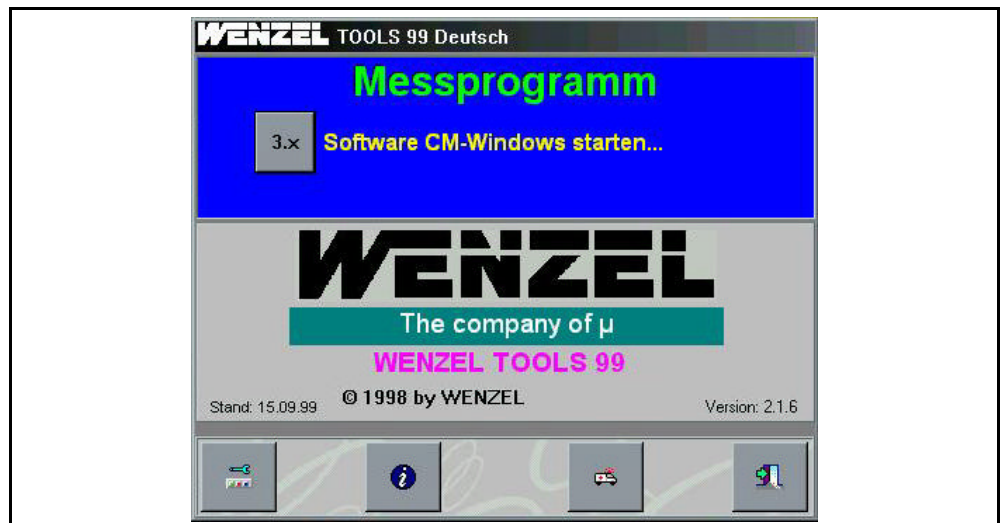 WENZEL TOOLS 99 Deutsch
Messprogramm
3.x Software CM-Windows starten...
WENZEL
The company of µ
WENZEL TOOLS 99
© 1998 by WENZEL
Stand: 15.09.99
Version: 2.1.6